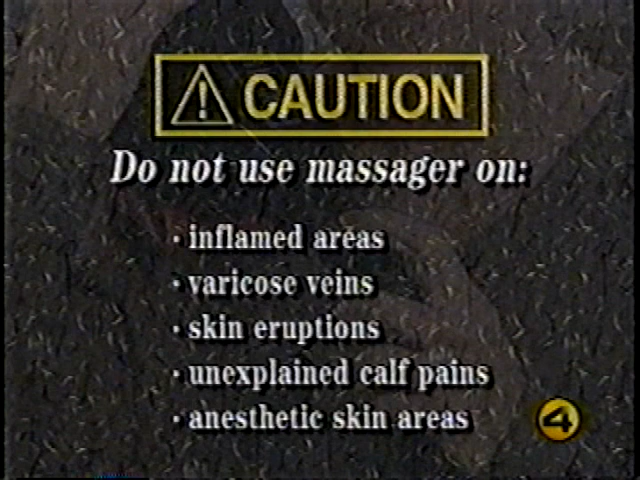 CAUTION
Do not use massager on:
· inflamed areas
· varicose veins
· skin eruptions
· unexplained calf pains
· anesthetic skin areas
4